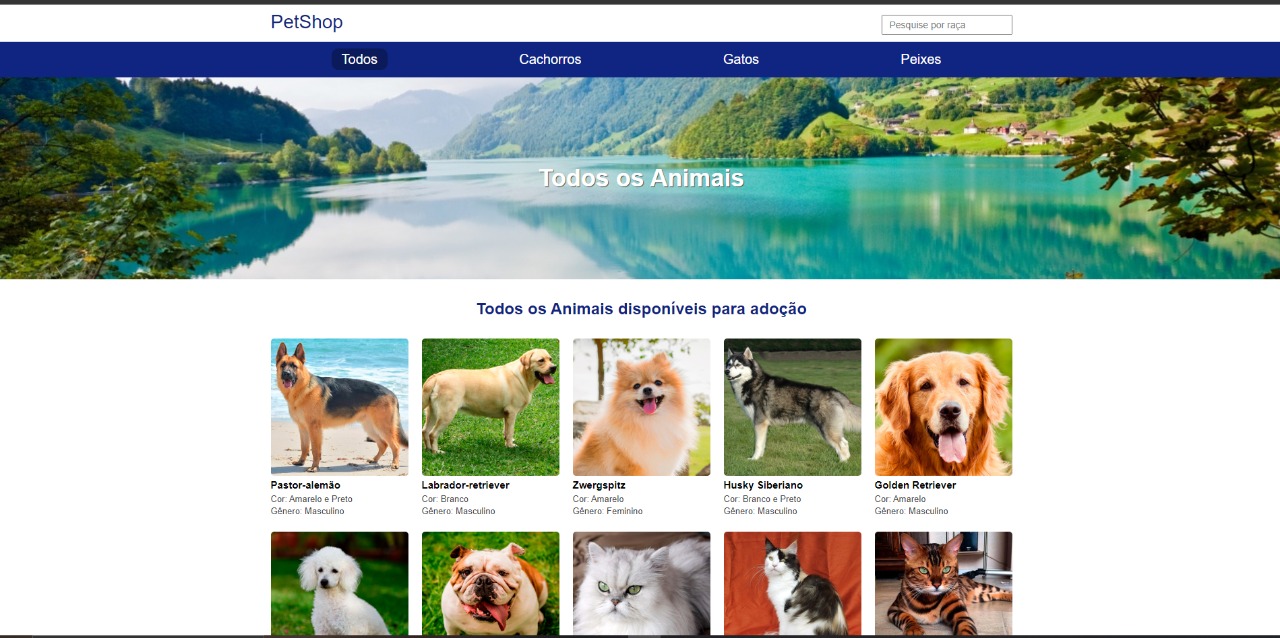 PetShop
Pesquise por raça
Todos Cachorros Gatos Peixes
Todos os Animais
Todos os Animais disponíveis para adoção
Pastor-alemão Labrador-retriever Zwergspitz Husky Siberiano Golden Retriever
Cor: Amarelo e Preto Cor: Branco Cor: Amarelo Cor: Branco e Preto Cor: Amarelo
Gênero: Masculino Gênero: Masculino Gênero: Feminino Gênero: Masculino Gênero: Masculino